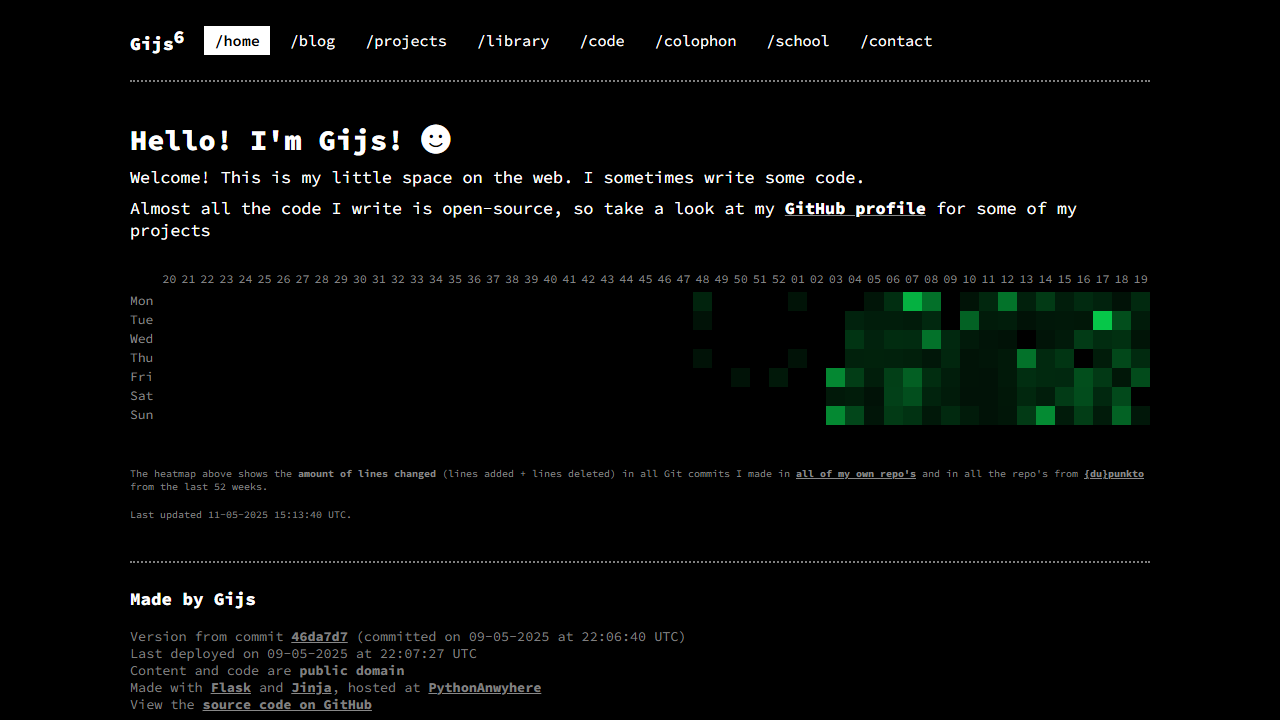 Gijs6 /home /blog /projects /library /code /colophon /school /contact
Hello! I'm Gijs!
Welcome! This is my little space on the web. I sometimes write some code.
Almost all the code I write is open-source, so take a look at my GitHub profile for some of my
projects
20 21 22 23 24 25 26 27 28 29 30 31 32 33 34 35 36 37 38 39 40 41 42 43 44 45 46 47 48 49 50 51 52 01 02 03 04 05 06 07 08 09 10 11 12 13 14 15 16 17 18 19
Mon
Tue
Wed
Thu
Fri
Sat
Sun
The heatmap above shows the amount of lines changed (lines added + lines deleted) in all Git commits I made in all of my own repo's and in all the repo's from {du}punkto
from the last 52 weeks.
Last updated 11-05-2025 15:13:40 UTC.
Made by Gijs
Version from commit 46da7d7 (committed on 09-05-2025 at 22:06:40 UTC)
Last deployed on 09-05-2025 at 22:07:27 UTC
Content and code are public domain
Made with Flask and Jinja, hosted at PythonAnwyhere
View the source code on GitHub